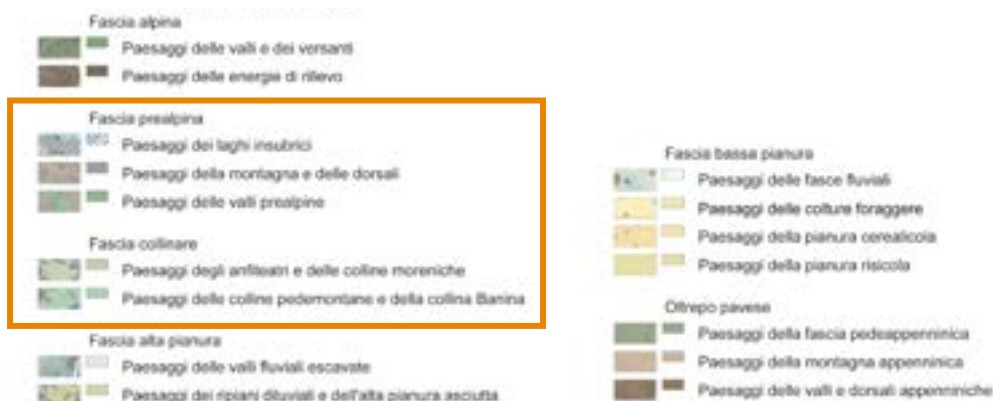 Fascia alpina
Paesaggi delle valli e dei versanti
Paesaggi delle energie di rilievo
Fascia prealpina
Paesaggi dei laghi insubrici
Paesaggi della montagna e delle dorsali
Paesaggi delle valli prealpine
Fascia collinare
Paesaggi degli anfiteatri e delle colline moreniche
Paesaggi delle colline pedemontane e della collina Banina
Fascia alta pianura
Paesaggi delle valli fluviali escavate
Paesaggi dei ripiani diluviali e dell'alta pianura asciutta
Fascia bassa pianura
Paesaggi delle fasce fluviali
Paesaggi delle colture foraggere
Paesaggi della pianura cerealicola
Paesaggi della pianura risicola
Oltrepo pavese
Paesaggi della fascia pedeappenninica
Paesaggi della montagna appenninica
Paesaggi delle valli e dorsali appenniniche